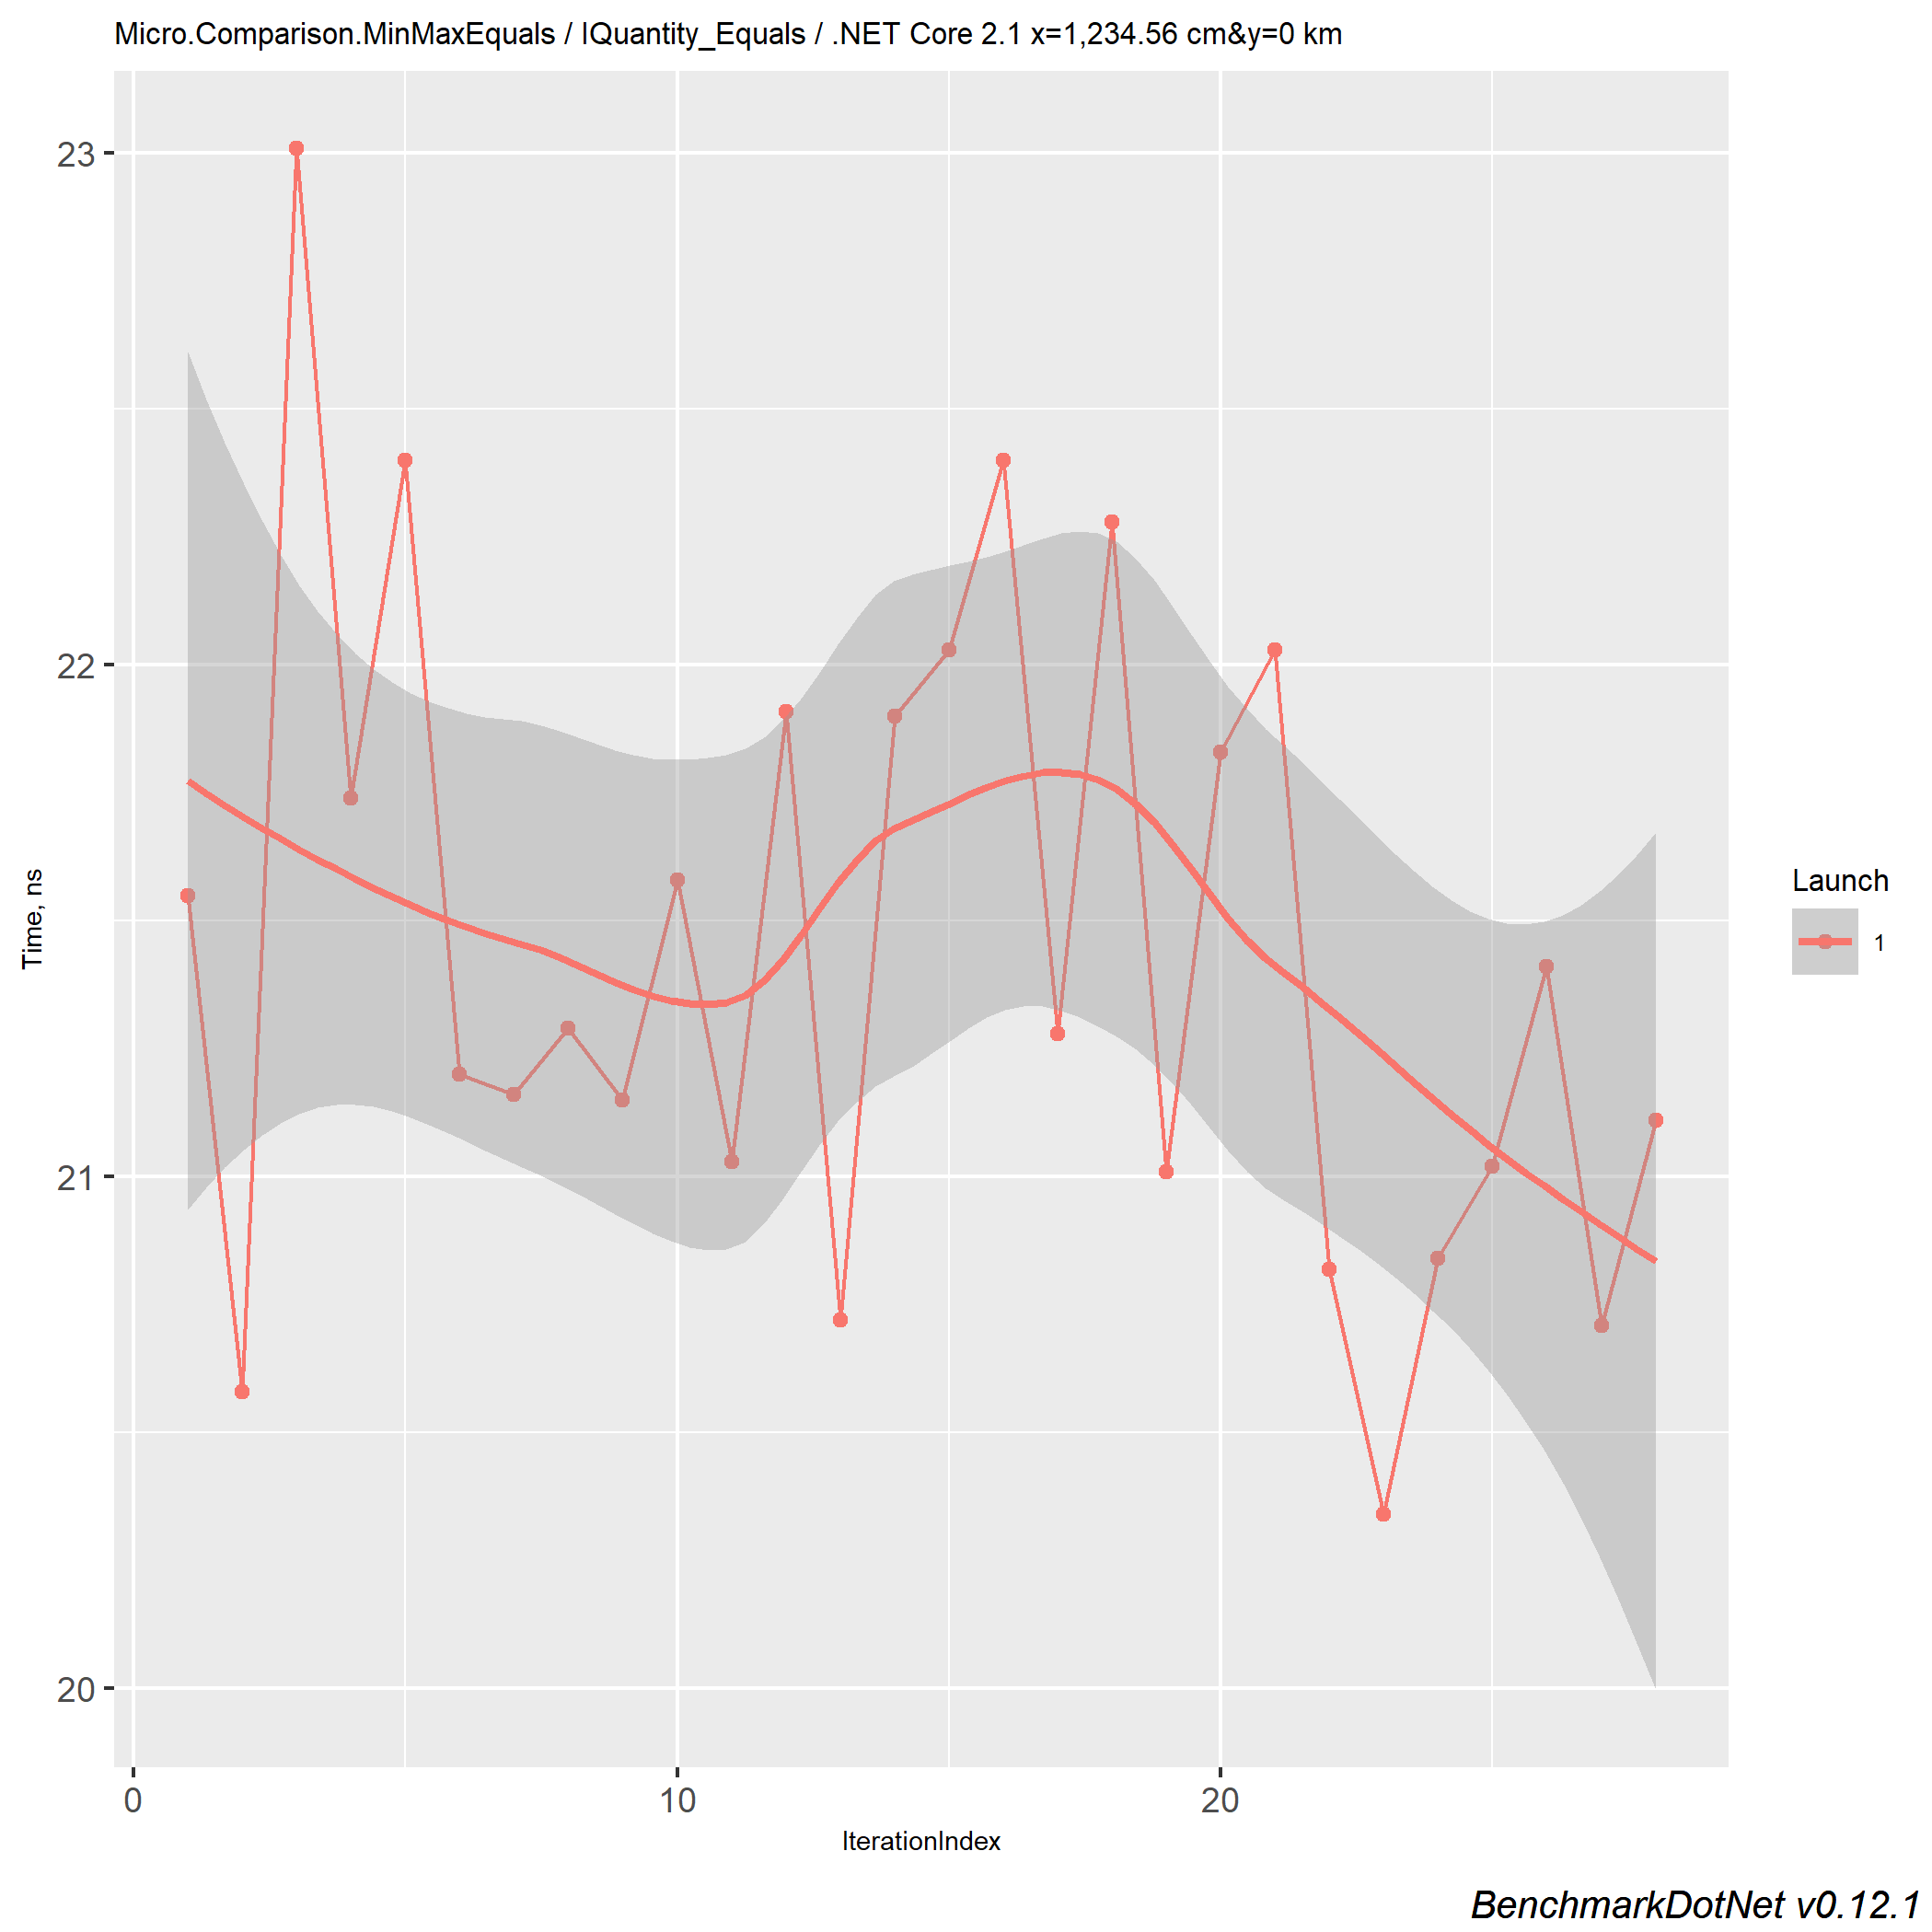 Micro.Comparison.MinMaxEquals / IQuantity_Equals / .NET Core 2.1 x=1,234.56 cm&y=0 km
23
22
21
20
Time, ns
0 10 20
IterationIndex
Launch
1
BenchmarkDotNet v0.12.1